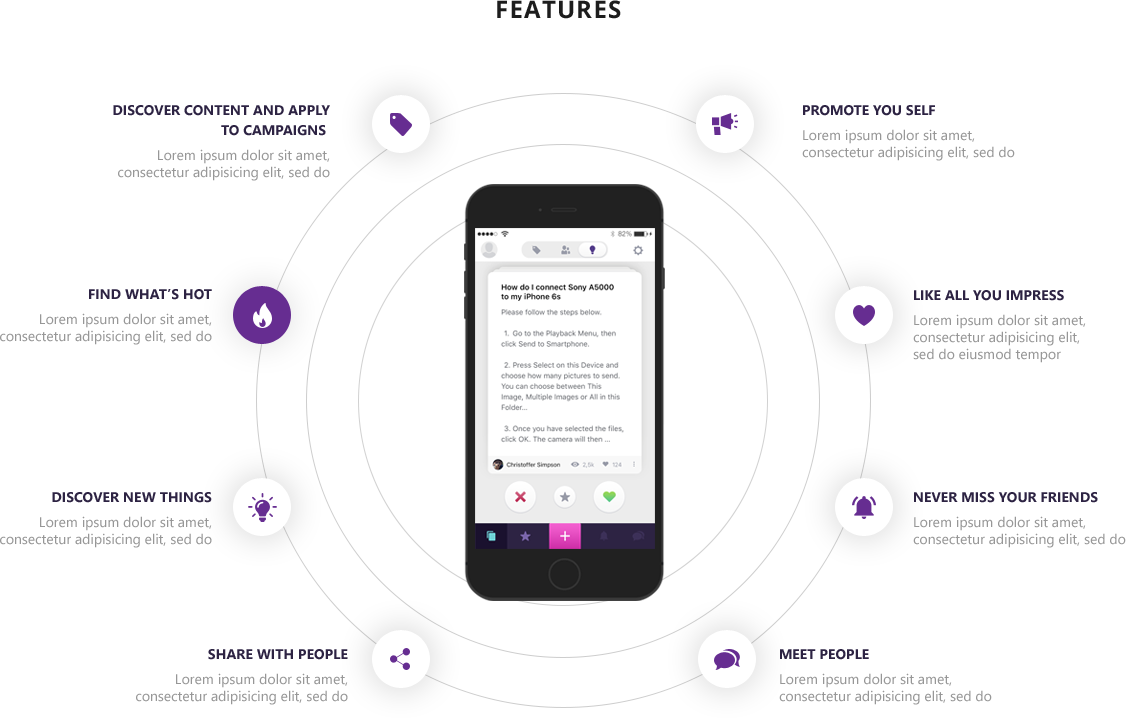 FEATURES
DISCOVER CONTENT AND APPLY
TO CAMPAIGNS
Lorem ipsum dolor sit amet,
consectetur adipisicing elit, sed do
PROMOTE YOU SELF
Lorem ipsum dolor sit amet,
consectetur adipisicing elit, sed do
FIND WHAT'S HOT
Lorem ipsum dolor sit amet,
consectetur adipisicing elit, sed do
LIKE ALL YOU IMPRESS
Lorem ipsum dolor sit amet,
consectetur adipisicing elit,
sed do eiusmod tempor
DISCOVER NEW THINGS
Lorem ipsum dolor sit amet,
consectetur adipisicing elit, sed do
NEVER MISS YOUR FRIENDS
Lorem ipsum dolor sit amet,
consectetur adipisicing elit, sed do
SHARE WITH PEOPLE
Lorem ipsum dolor sit amet,
consectetur adipisicing elit, sed do
MEET PEOPLE
Lorem ipsum dolor sit amet,
consectetur adipisicing elit, sed do
82%
How do I connect Sony A5000
to my iPhone 6s
Please follow the steps below.
1. Go to the Playback Menu, then
click Send to Smartphone.
2. Press Select on this Device and
choose how many pictures to send.
You can choose between This
Image, Multiple Images or All in this
Folder...
3. Once you have selected the files,
click OK. The camera will then ...
Christoffer Simpson 2,5k 124